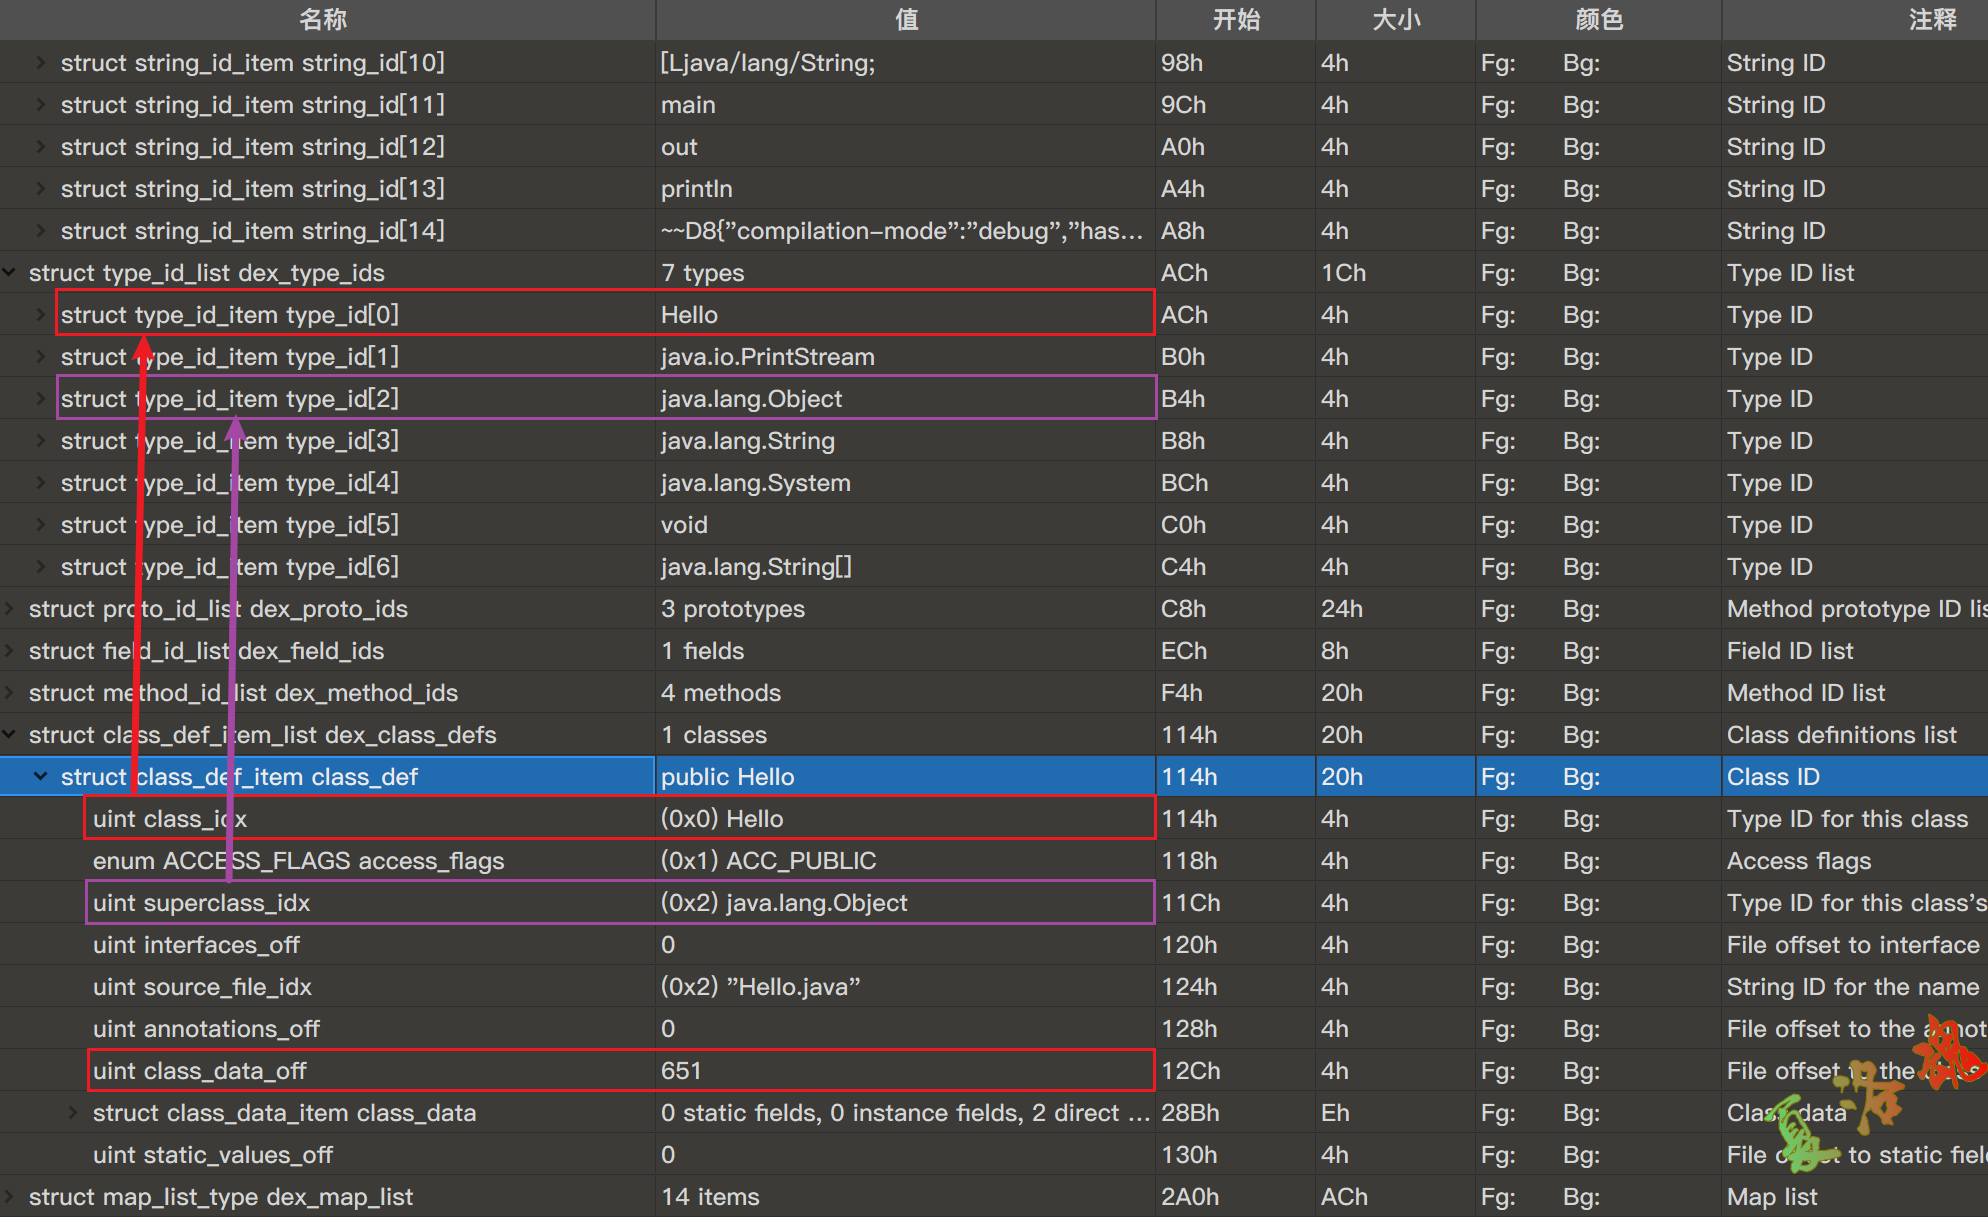 名称 值 开始 大小 颜色 注释
struct string_id_item string_id[10] [Ljava/lang/String; 98h 4h Fg: Bg: String ID
struct string_id_item string_id[11] main 9Ch 4h Fg: Bg: String ID
struct string_id_item string_id[12] out A0h 4h Fg: Bg: String ID
struct string_id_item string_id[13] println A4h 4h Fg: Bg: String ID
struct string_id_item string_id[14] ~~D8{"compilation-mode":"debug","has... A8h 4h Fg: Bg: String ID
struct type_id_list dex_type_ids 7 types ACh 1Ch Fg: Bg: Type ID list
struct type_id_item type_id[0] Hello ACh 4h Fg: Bg: Type ID
struct type_id_item type_id[1] java.io.PrintStream B0h 4h Fg: Bg: Type ID
struct type_id_item type_id[2] java.lang.Object B4h 4h Fg: Bg: Type ID
struct type_id_item type_id[3] java.lang.String B8h 4h Fg: Bg: Type ID
struct type_id_item type_id[4] java.lang.System BCh 4h Fg: Bg: Type ID
struct type_id_item type_id[5] void C0h 4h Fg: Bg: Type ID
struct type_id_item type_id[6] java.lang.String[] C4h 4h Fg: Bg: Type ID
struct proto_id_list dex_proto_ids 3 prototypes C8h 24h Fg: Bg: Method prototype ID lis
struct field_id_list dex_field_ids 1 fields ECh 8h Fg: Bg: Field ID list
struct method_id_list dex_method_ids 4 methods F4h 20h Fg: Bg: Method ID list
struct class_def_item_list dex_class_defs 1 classes 114h 20h Fg: Bg: Class definitions list
struct class_def_item class_def public Hello 114h 20h Fg: Bg: Class ID
uint class_idx (0x0) Hello 114h 4h Fg: Bg: Type ID for this class
enum ACCESS_FLAGS access_flags (0x1) ACC_PUBLIC 118h 4h Fg: Bg: Access flags
uint superclass_idx (0x2) java.lang.Object 11Ch 4h Fg: Bg: Type ID for this class's
uint interfaces_off 0 120h 4h Fg: Bg: File offset to interface
uint source_file_idx (0x2) "Hello.java" 124h 4h Fg: Bg: String ID for the name
uint annotations_off 0 128h 4h Fg: Bg: File offset to the annot
uint class_data_off 651 12Ch 4h Fg: Bg: File offset to the class
struct class_data_item class_data 0 static fields, 0 instance fields, 2 direct ... 28Bh Eh Fg: Bg: Class data
uint static_values_off 0 130h 4h Fg: Bg: File offset to static field
struct map_list_type dex_map_list 14 items 2A0h ACh Fg: Bg: Map list